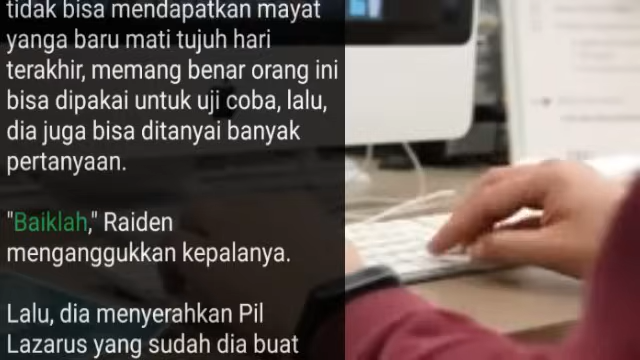 tidak bisa mendapatkan mayat
yanga baru mati tujuh hari
terakhir, memang benar orang ini
bisa dipakai untuk uji coba, lalu,
dia juga bisa ditanyai banyak
pertanyaan.
"Baiklah," Raiden
menganggukkan kepalanya.
Lalu, dia menyerahkan Pil
Lazarus yang sudah dia buat